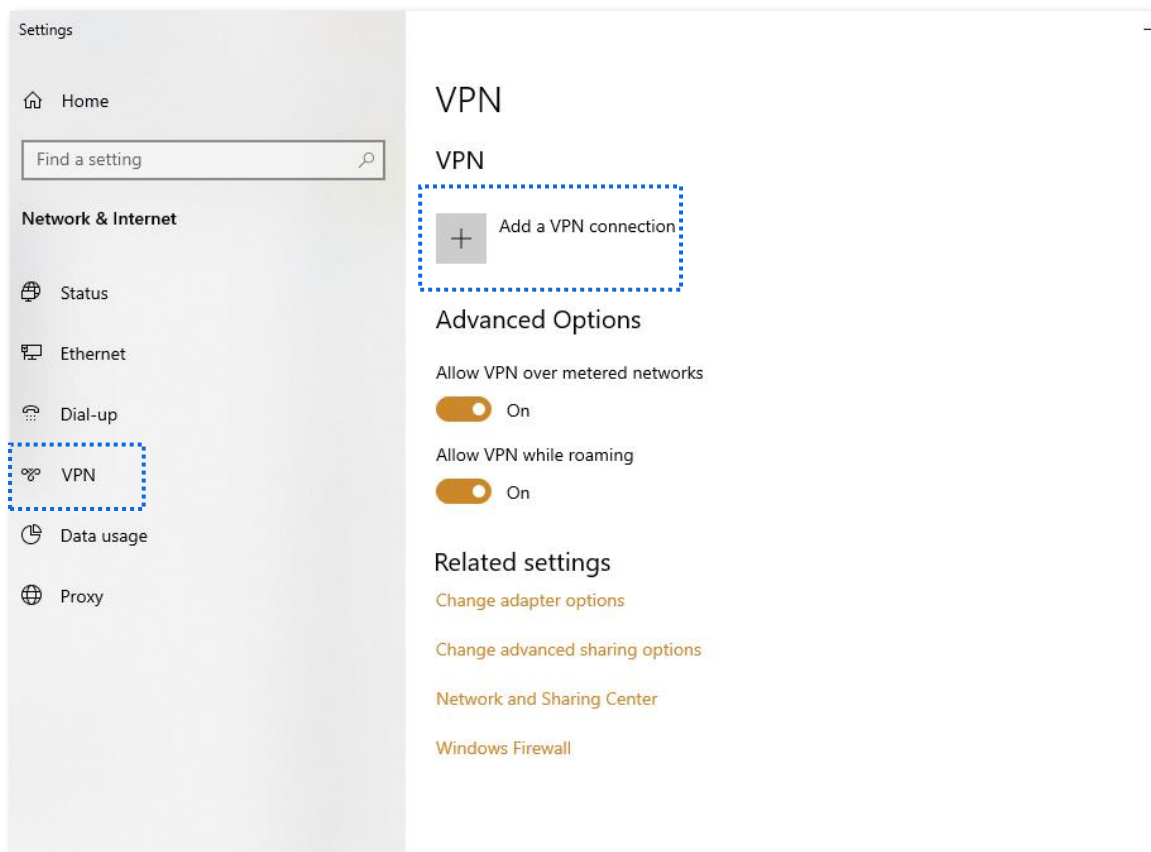 Settings
Home
Find a setting
Network & Internet
Status
Ethernet
Dial-up
VPN
Data usage
Proxy
VPN
VPN
Add a VPN connection
Advanced Options
Allow VPN over metered networks
On
Allow VPN while roaming
On
Related settings
Change adapter options
Change advanced sharing options
Network and Sharing Center
Windows Firewall